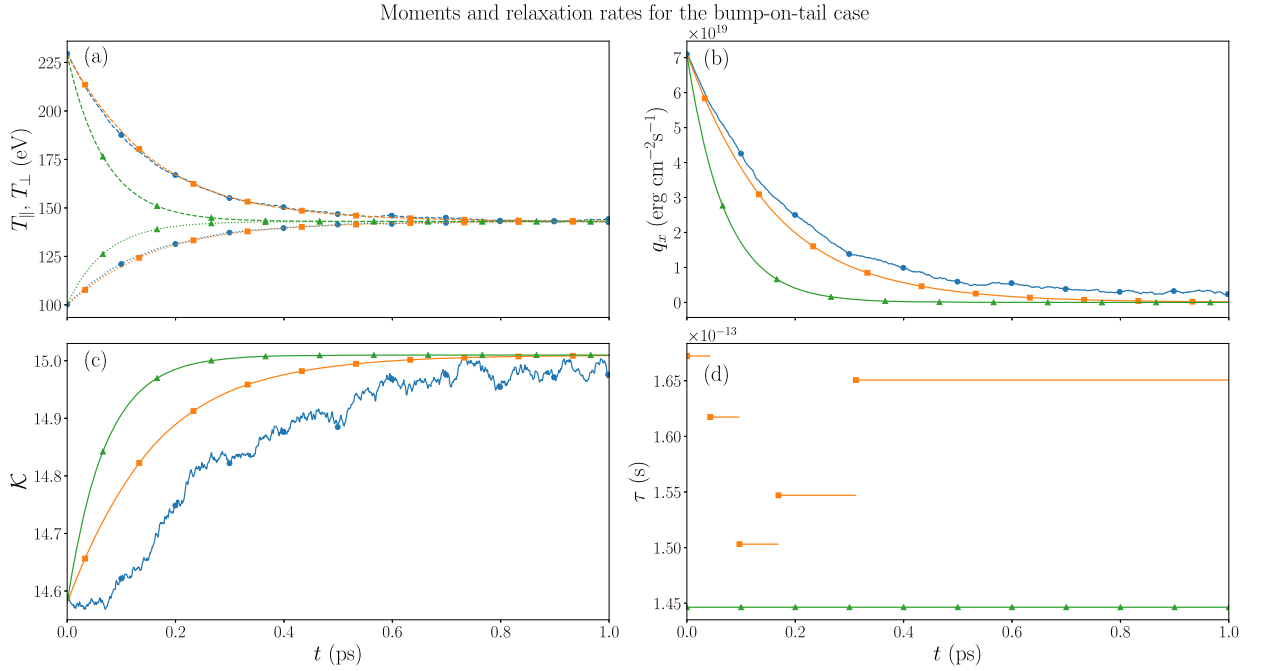 Moments and relaxation rates for the bump-on-tail case
(a)
T∥, T⊥ (eV)
225
200
175
150
125
100
×10¹⁹
(b)
qₓ (erg cm⁻²s⁻¹)
7
6
5
4
3
2
1
0
(c)
𝒦
15.0
14.9
14.8
14.7
14.6
0.0 0.2 0.4 0.6 0.8 1.0
t (ps)
×10⁻¹³
(d)
τ (s)
1.65
1.60
1.55
1.50
1.45
0.0 0.2 0.4 0.6 0.8 1.0
t (ps)